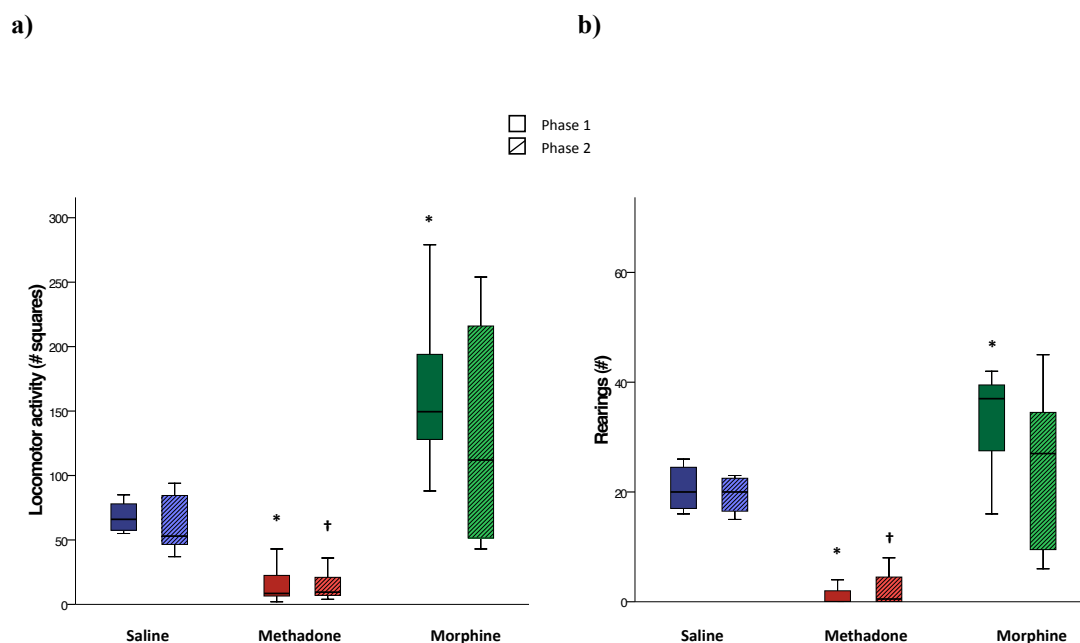 a)
b)
Phase 1
Phase 2
Locomotor activity (# squares)
300
250
200
150
100
50
0
*
†
*
Saline
Methadone
Morphine
Rearings (#)
60
40
20
0
*
†
*
Saline
Methadone
Morphine